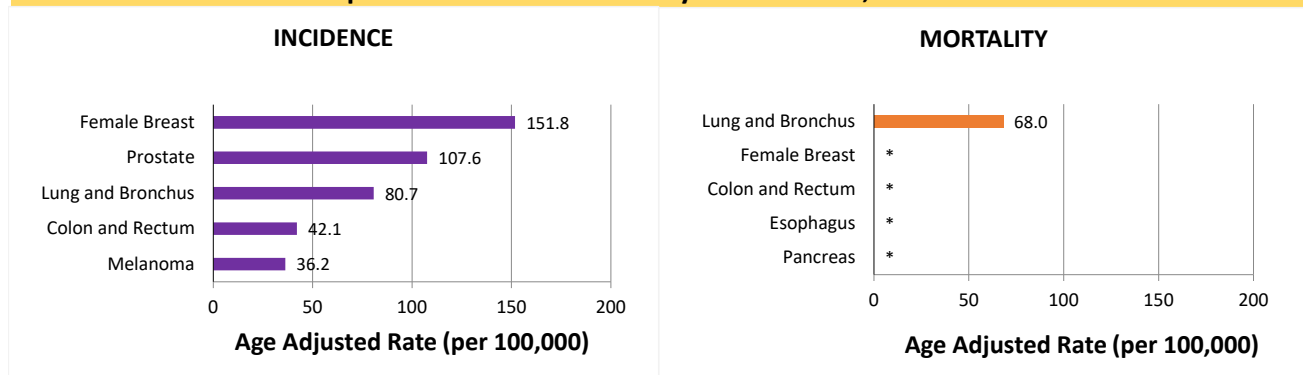 INCIDENCE
Female Breast 151.8
Prostate 107.6
Lung and Bronchus 80.7
Colon and Rectum 42.1
Melanoma 36.2
0 50 100 150 200
Age Adjusted Rate (per 100,000)
MORTALITY
Lung and Bronchus 68.0
Female Breast *
Colon and Rectum *
Esophagus *
Pancreas *
0 50 100 150 200
Age Adjusted Rate (per 100,000)